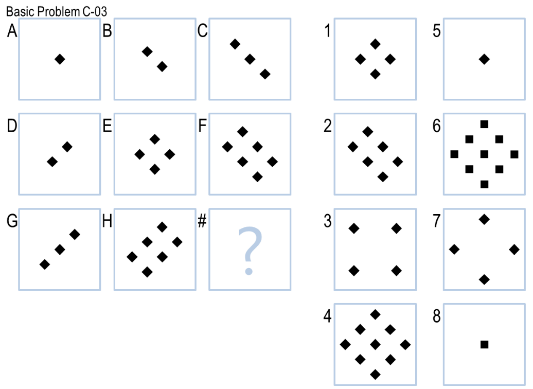 Basic Problem C-03
A B C 1 5
D E F 2 6
G H # ? 3 7
4 8